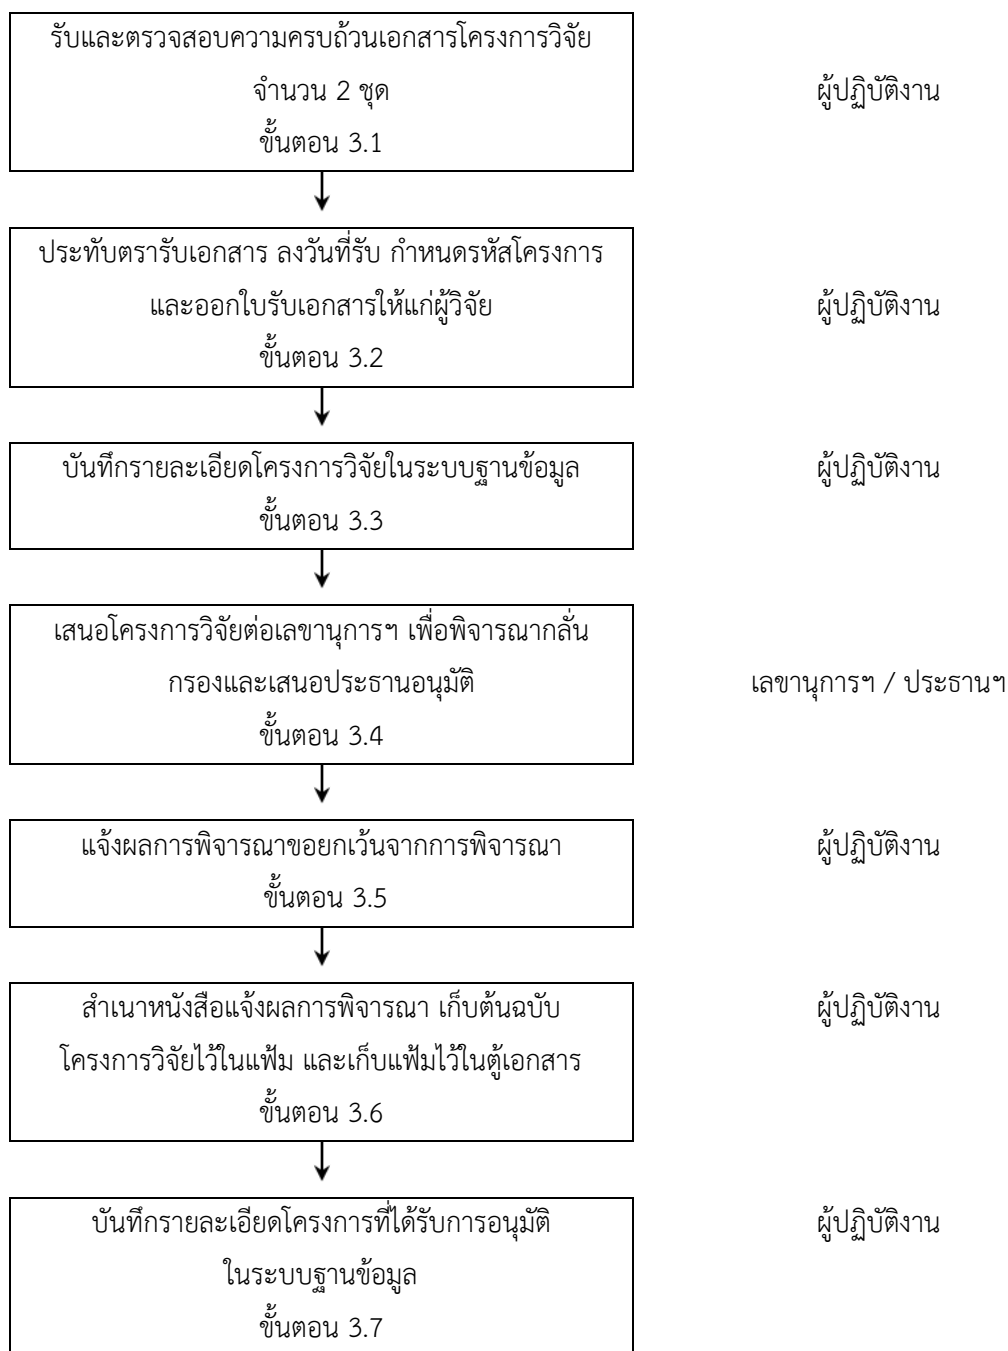 รับและตรวจสอบความครบถ้วนเอกสารโครงการวิจัย
จำนวน 2 ชุด
ขั้นตอน 3.1
ผู้ปฏิบัติงาน
ประทับตรารับเอกสาร ลงวันที่รับ กำหนดรหัสโครงการ
และออกใบรับเอกสารให้แก่ผู้วิจัย
ขั้นตอน 3.2
ผู้ปฏิบัติงาน
บันทึกรายละเอียดโครงการวิจัยในระบบฐานข้อมูล
ขั้นตอน 3.3
ผู้ปฏิบัติงาน
เสนอโครงการวิจัยต่อเลขานุการฯ เพื่อพิจารณากลั่น
กรองและเสนอประธานอนุมัติ
ขั้นตอน 3.4
เลขานุการฯ / ประธานฯ
แจ้งผลการพิจารณาขอยกเว้นจากการพิจารณา
ขั้นตอน 3.5
ผู้ปฏิบัติงาน
สำเนาหนังสือแจ้งผลการพิจารณา เก็บต้นฉบับ
โครงการวิจัยไว้ในแฟ้ม และเก็บแฟ้มไว้ในตู้เอกสาร
ขั้นตอน 3.6
ผู้ปฏิบัติงาน
บันทึกรายละเอียดโครงการที่ได้รับการอนุมัติ
ในระบบฐานข้อมูล
ขั้นตอน 3.7
ผู้ปฏิบัติงาน